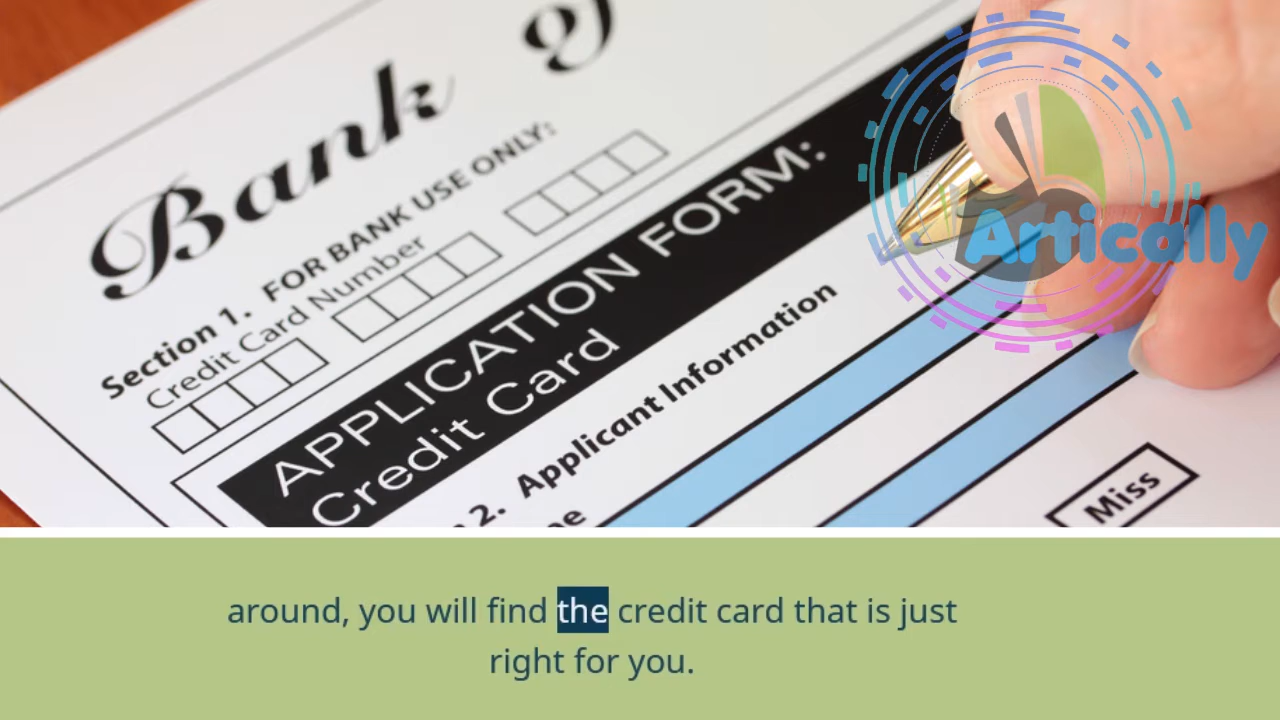 Bank of
Section 1. FOR BANK USE ONLY:
Credit Card Number
APPLICATION FORM:
Credit Card
2. Applicant Information
Miss
Artically
around, you will find the credit card that is just
right for you.